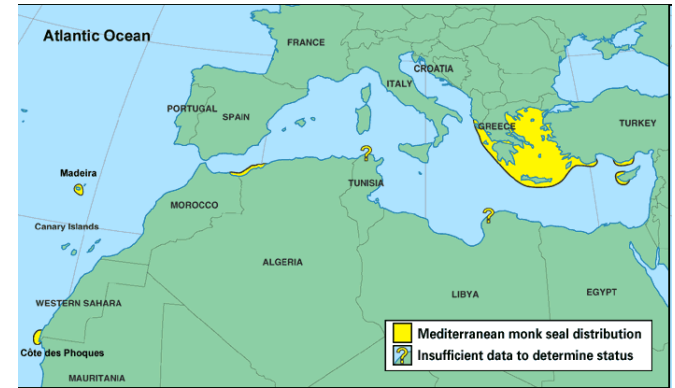 Atlantic Ocean
FRANCE
CROATIA
ITALY
PORTUGAL
SPAIN
GREECE
TURKEY
Madeira
?
TUNISIA
MOROCCO
?
Canary Islands
ALGERIA
LIBYA
EGYPT
WESTERN SAHARA
Côte des Phoques
MAURITANIA
Mediterranean monk seal distribution
? Insufficient data to determine status